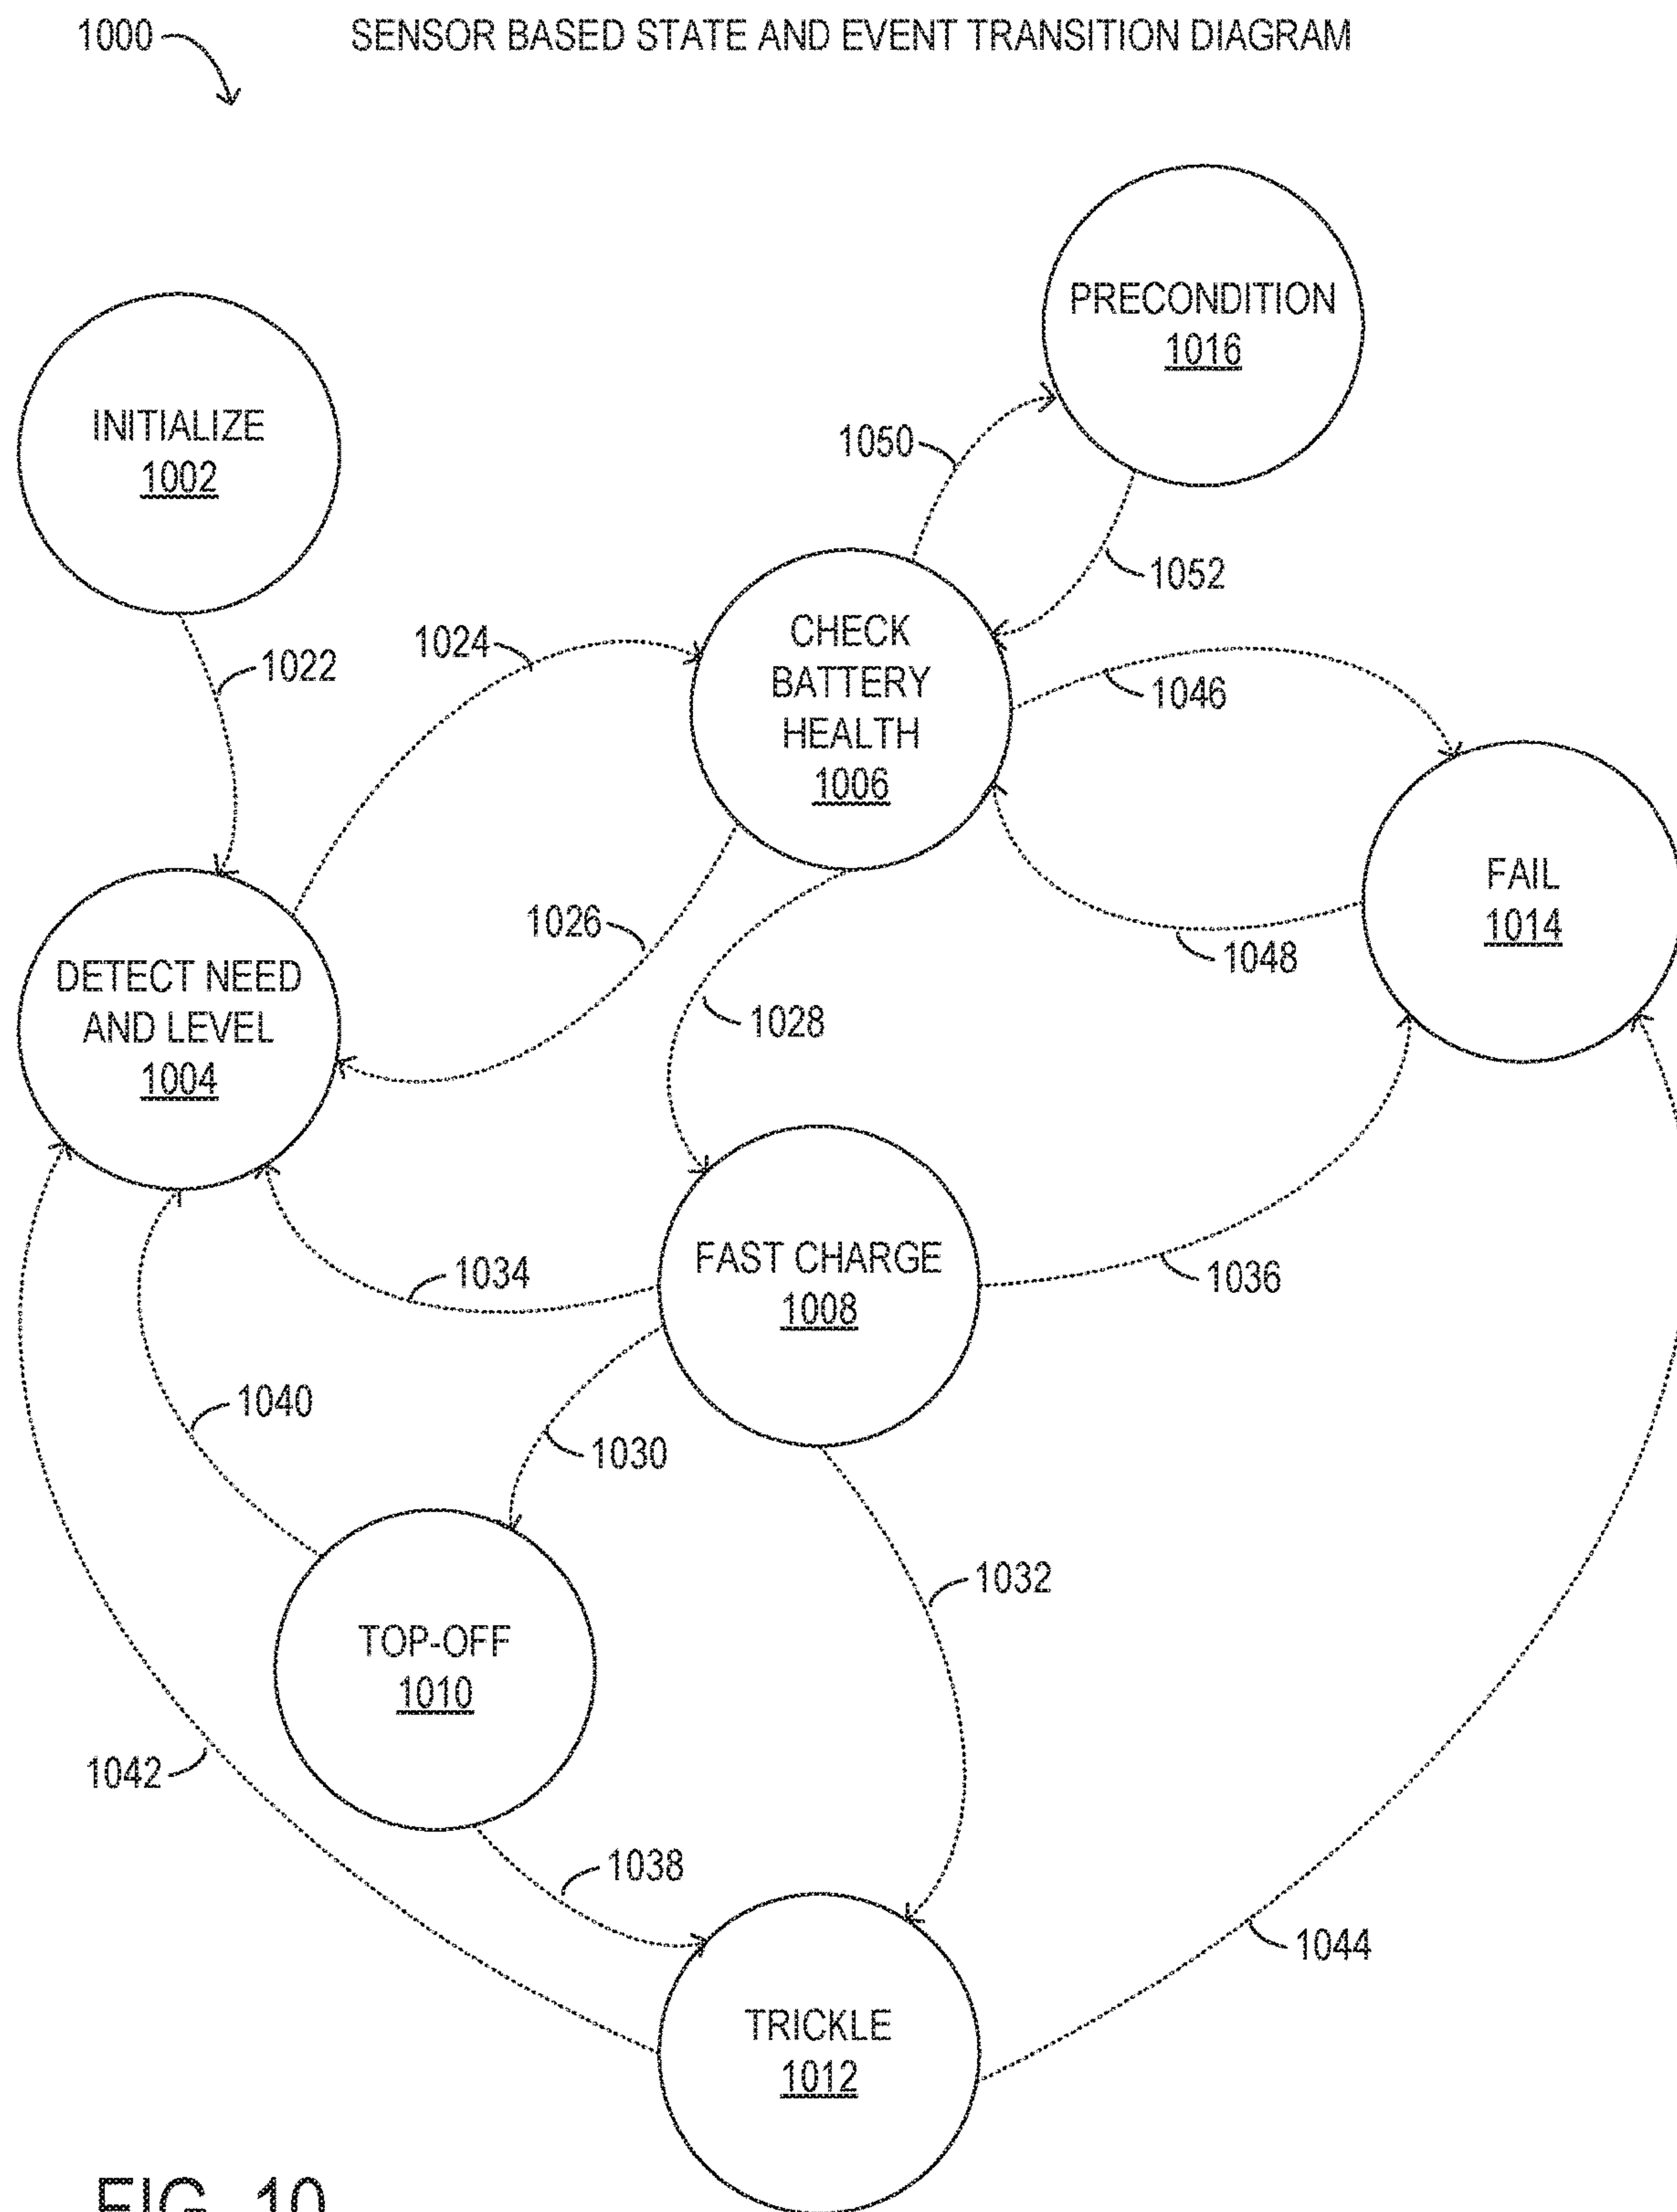 1000
SENSOR BASED STATE AND EVENT TRANSITION DIAGRAM
PRECONDITION
1016
INITIALIZE
1002
1050
1052
1022
1024
CHECK
BATTERY
HEALTH
1006
1046
FAIL
1014
1026
1048
DETECT NEED
AND LEVEL
1004
1028
FAST CHARGE
1008
1034
1036
1040
1030
1032
TOP-OFF
1010
1042
1038
1044
TRICKLE
1012
FIG. 10